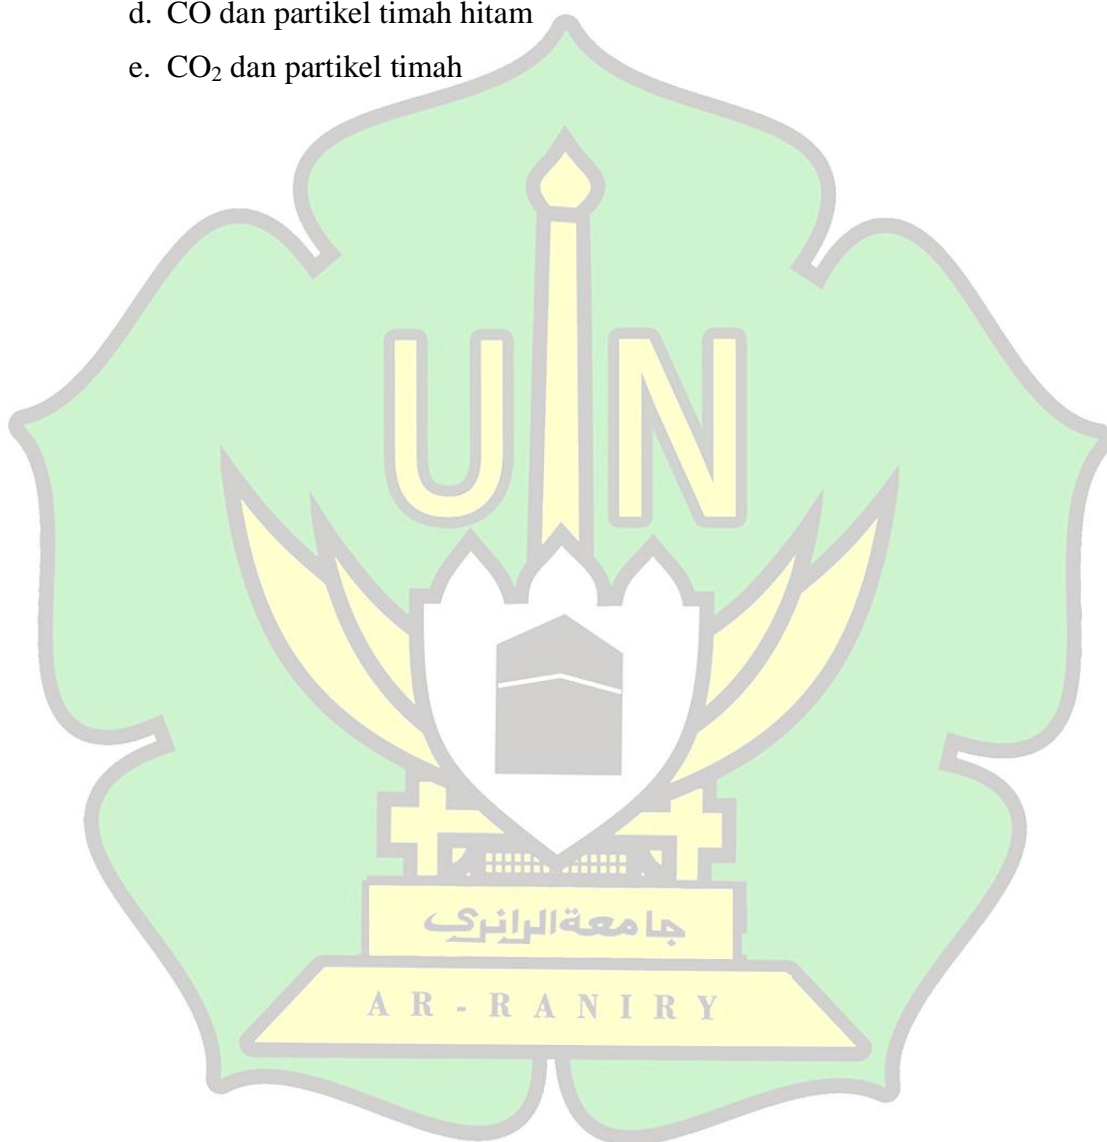 d. CO dan partikel timah hitam
e. CO₂ dan partikel timah
UIN
جامعة الرانري
AR - RANIRY